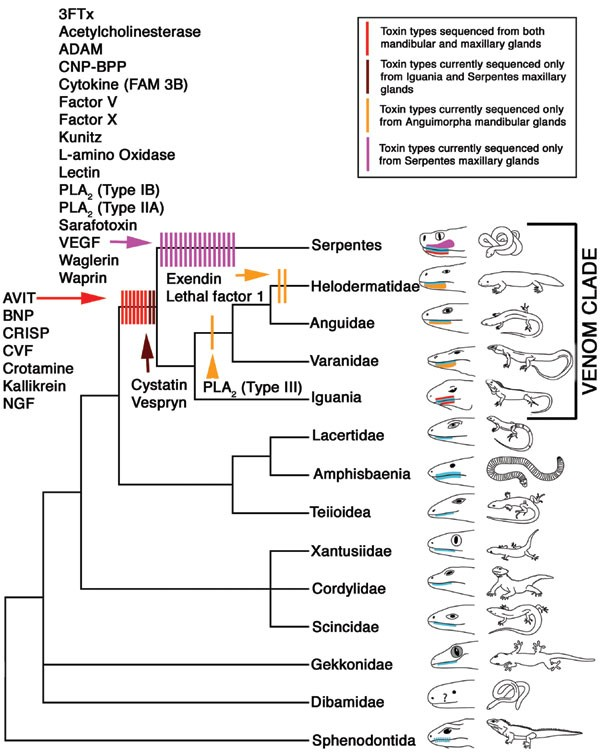 3FTx
Acetylcholinesterase
ADAM
CNP-BPP
Cytokine (FAM 3B)
Factor V
Factor X
Kunitz
L-amino Oxidase
Lectin
PLA₂ (Type IB)
PLA₂ (Type IIA)
Sarafotoxin
VEGF
Waglerin
Waprin
AVIT
BNP
CRISP
CVF
Crotamine
Kallikrein
NGF
Toxin types sequenced from both
mandibular and maxillary glands
Toxin types currently sequenced only
from Iguania and Serpentes maxillary
glands
Toxin types currently sequenced only
from Anguimorpha mandibular glands
Toxin types currently sequenced only
from Serpentes maxillary glands
Exendin
Lethal factor 1
Cystatin
Vespryn
PLA₂ (Type III)
Serpentes
Helodermatidae
Anguidae
Varanidae
Iguania
Lacertidae
Amphisbaenia
Teiioidea
Xantusiidae
Cordylidae
Scincidae
Gekkonidae
Dibamidae
?
Sphenodontida
VENOM CLADE